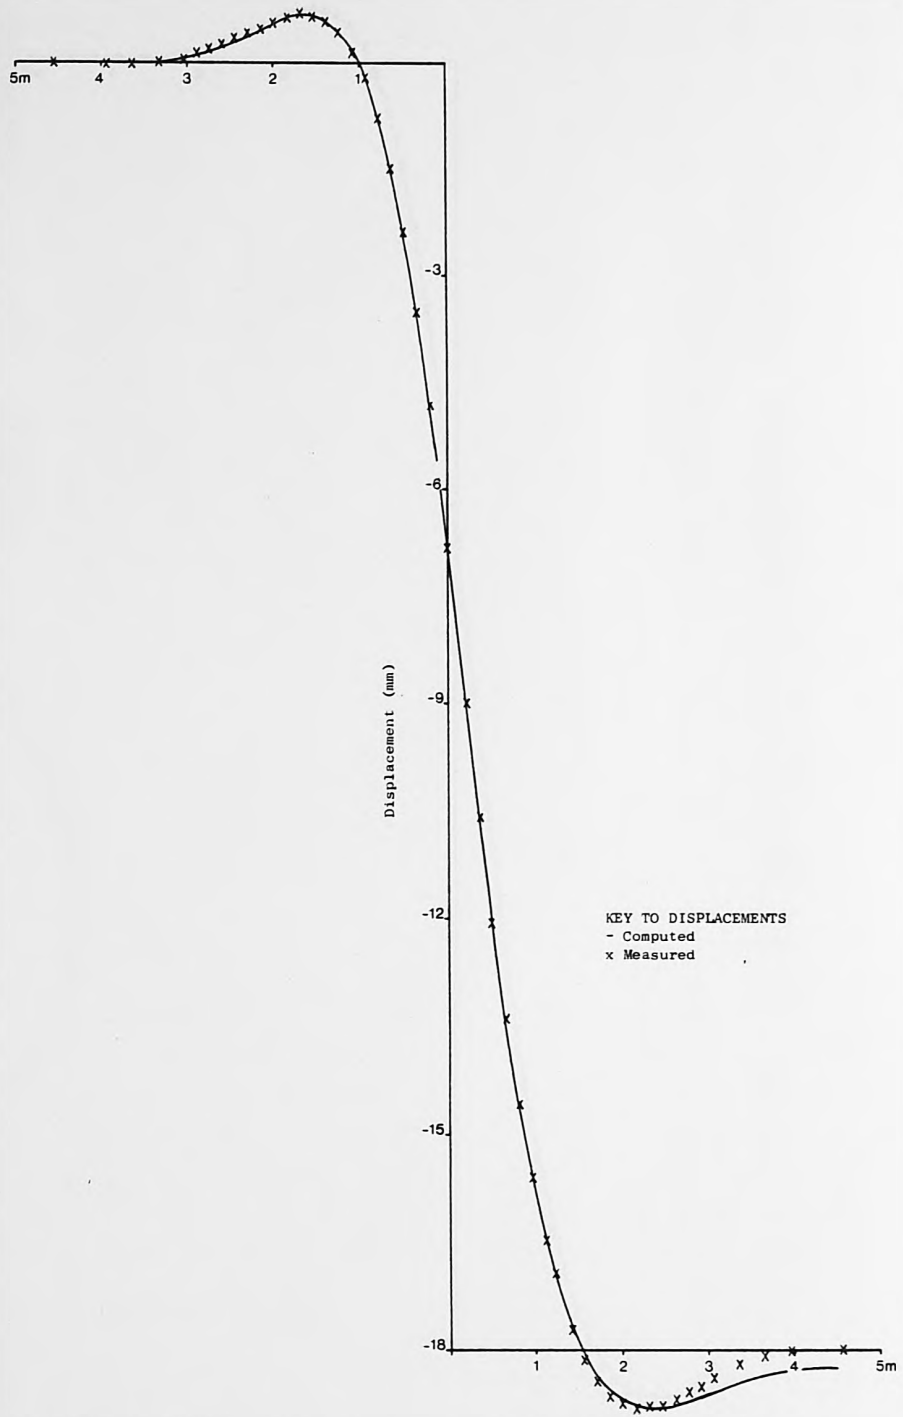 5m 4 3 2 1
-3
-6
-9
Displacement (mm)
-12
KEY TO DISPLACEMENTS
- Computed
x Measured
-15
-18
1 2 3 4 5m